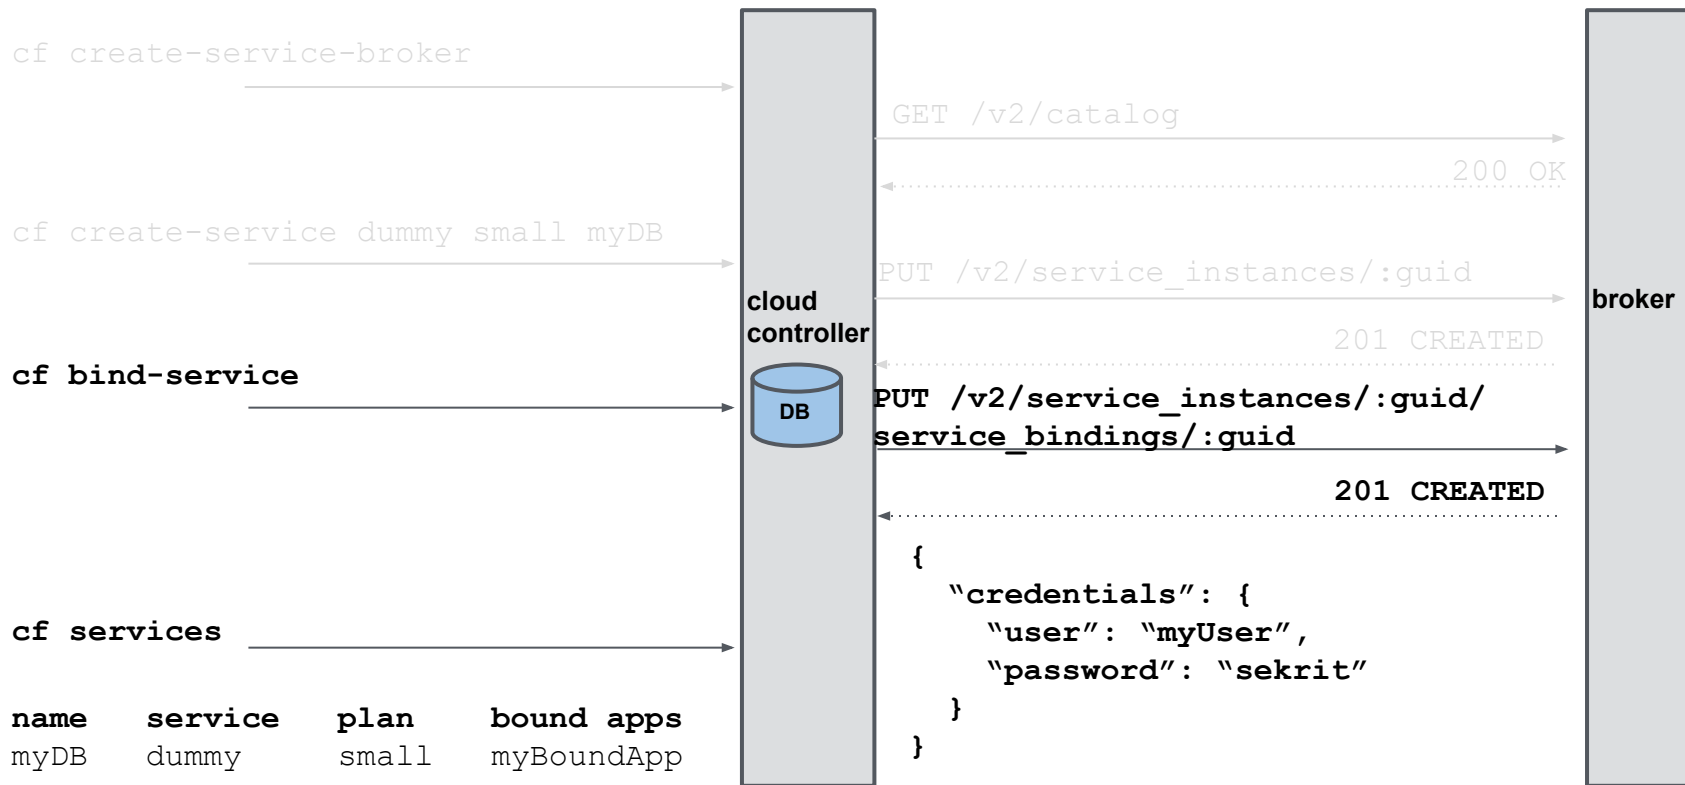 cf create-service-broker
GET /v2/catalog
200 OK
cf create-service dummy small myDB
PUT /v2/service_instances/:guid
cloud
controller
broker
201 CREATED
cf bind-service
DB
PUT /v2/service_instances/:guid/
service_bindings/:guid
201 CREATED
{
“credentials”: {
“user”: “myUser”,
“password”: “sekrit”
}
}
cf services
name service plan bound apps
myDB dummy small myBoundApp